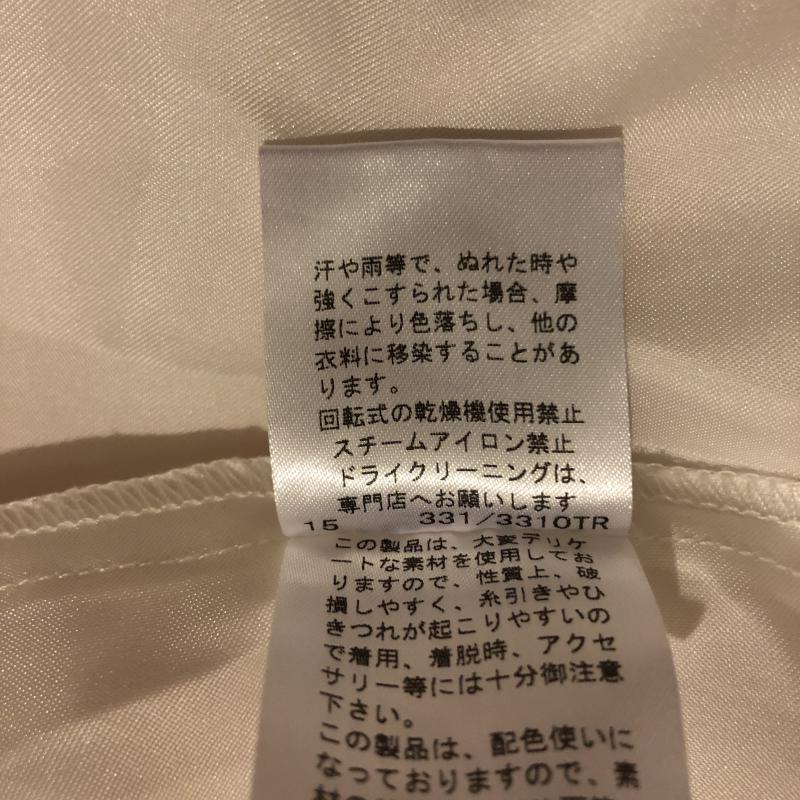 汗や雨等で、ぬれた時や
強くこすられた場合、摩
擦により色落ちし、他の
衣料に移染することがあ
ります。
回転式の乾燥機使用禁止
スチームアイロン禁止
ドライクリーニングは、
専門店へお願いします
15 331/3310TR
この製品は、大変デリケ
ートな素材を使用してお
りますので、性質上、破
損しやすく、糸引きやひ
きつれが起こりやすいの
で着用、着脱時、アクセ
サリー等には十分御注意
下さい。
この製品は、配色使いに
なっておりますので、素